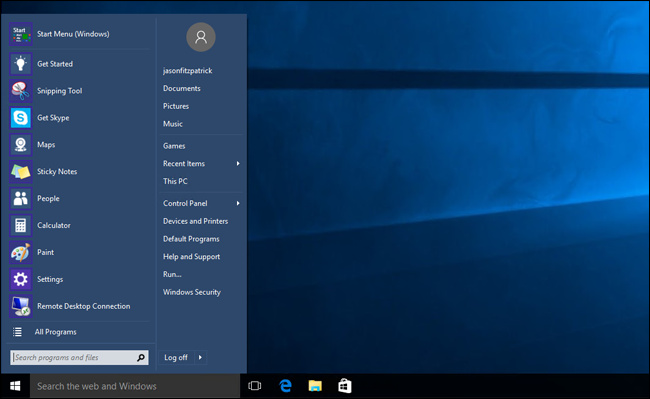 Start
Start Menu (Windows)
Get Started
Snipping Tool
Get Skype
Maps
Sticky Notes
People
Calculator
Paint
Settings
Remote Desktop Connection
All Programs
Search programs and files
jasonfitzpatrick
Documents
Pictures
Music
Games
Recent Items
This PC
Control Panel
Devices and Printers
Default Programs
Help and Support
Run...
Windows Security
Log off
Search the web and Windows